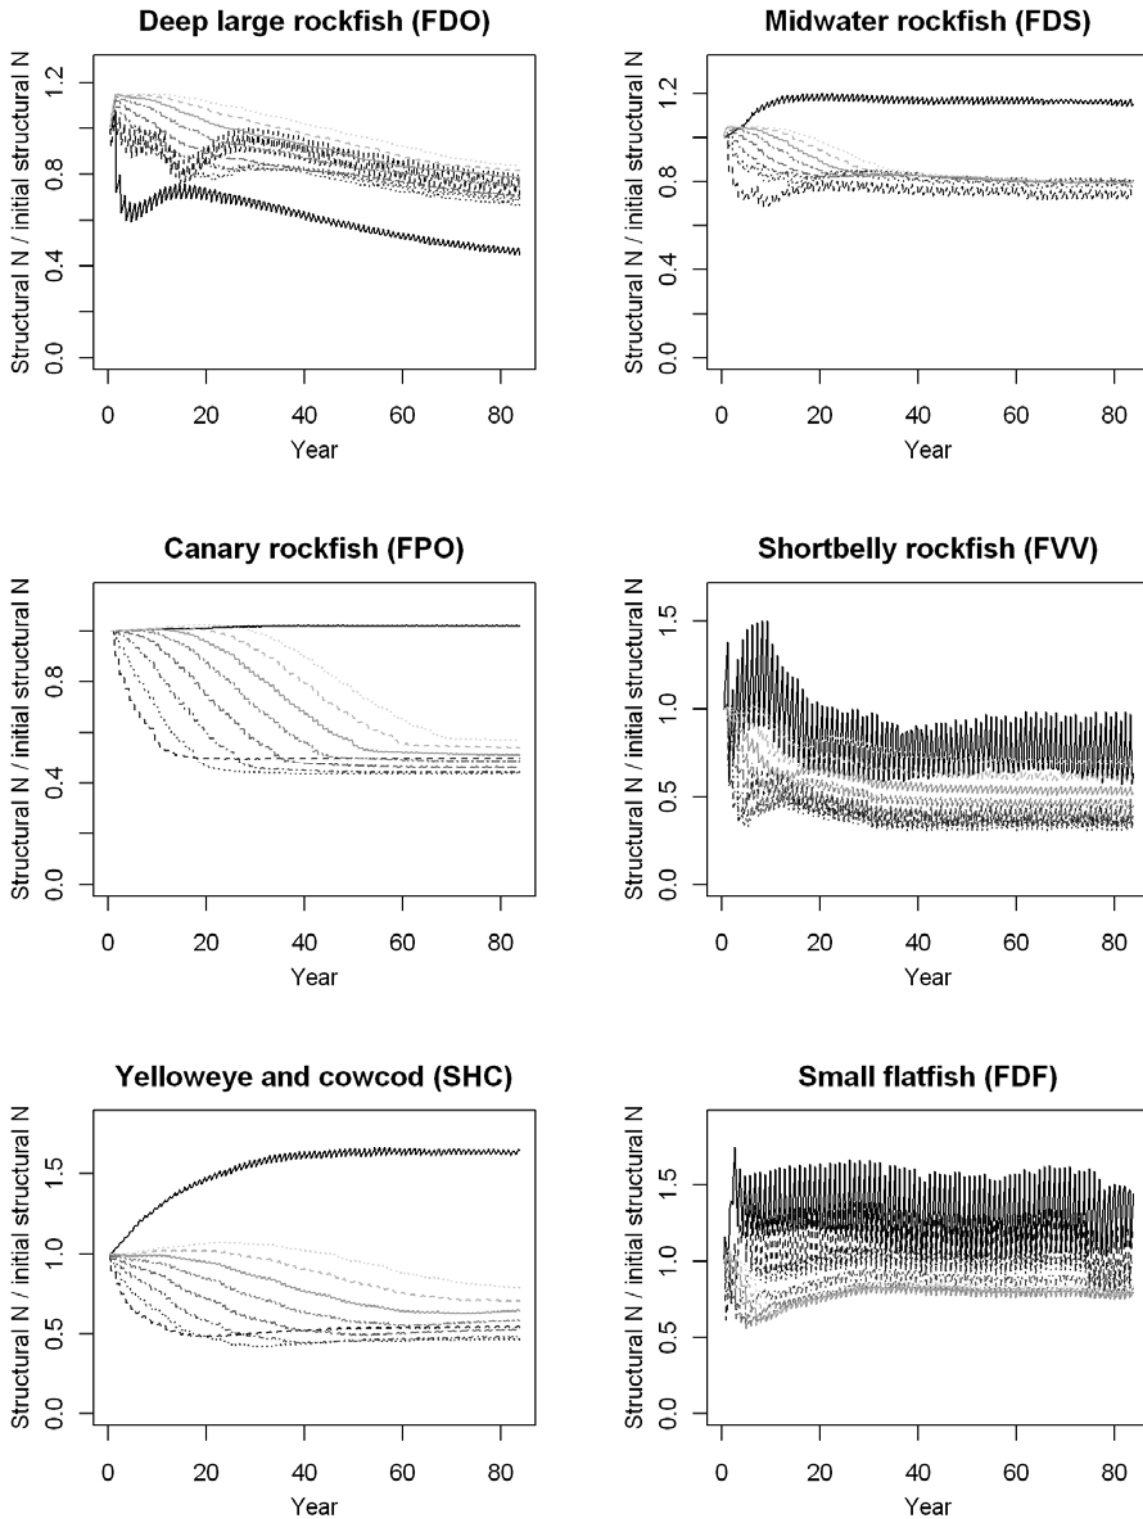 Deep large rockfish (FDO)
Structural N / initial structural N
1.2
0.8
0.4
0.0
0 20 40 60 80
Year
Midwater rockfish (FDS)
Structural N / initial structural N
1.2
0.8
0.4
0.0
0 20 40 60 80
Year
Canary rockfish (FPO)
Structural N / initial structural N
0.8
0.4
0.0
0 20 40 60 80
Year
Shortbelly rockfish (FVV)
Structural N / initial structural N
1.5
1.0
0.5
0.0
0 20 40 60 80
Year
Yelloweye and cowcod (SHC)
Structural N / initial structural N
1.5
1.0
0.5
0.0
0 20 40 60 80
Year
Small flatfish (FDF)
Structural N / initial structural N
1.5
1.0
0.5
0.0
0 20 40 60 80
Year